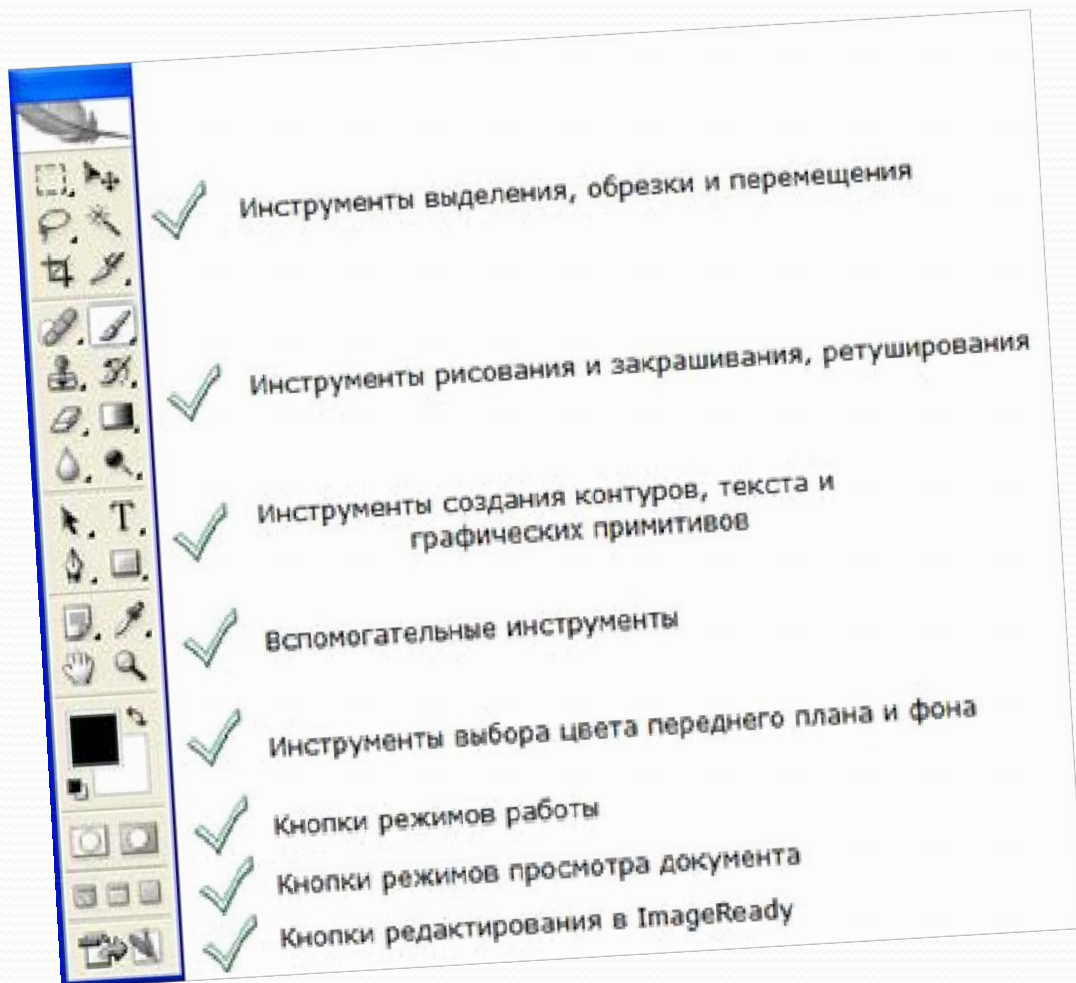 Инструменты выделения, обрезки и перемещения
Инструменты рисования и закрашивания, ретуширования
Инструменты создания контуров, текста и
графических примитивов
Вспомогательные инструменты
Инструменты выбора цвета переднего плана и фона
Кнопки режимов работы
Кнопки режимов просмотра документа
Кнопки редактирования в ImageReady